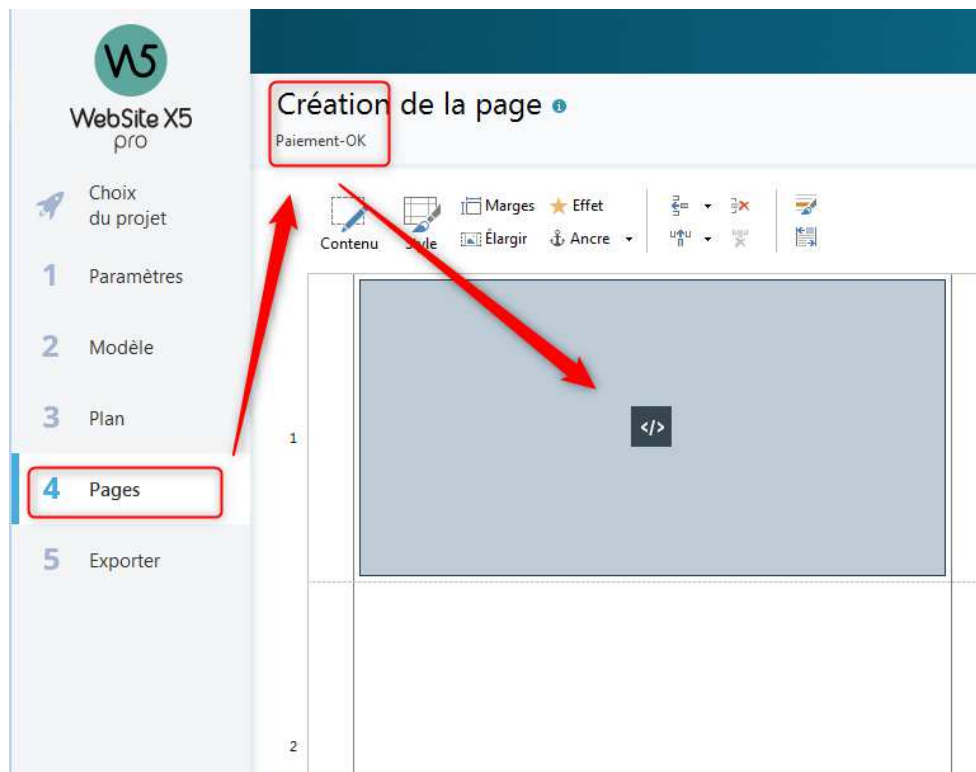 W5
WebSite X5
pro
Choix
du projet
1 Paramètres
2 Modèle
3 Plan
4 Pages
5 Exporter
Création de la page
Paiement-OK
Contenu
Style
Marges
Effet
Élargir
Ancre
</>
1
2